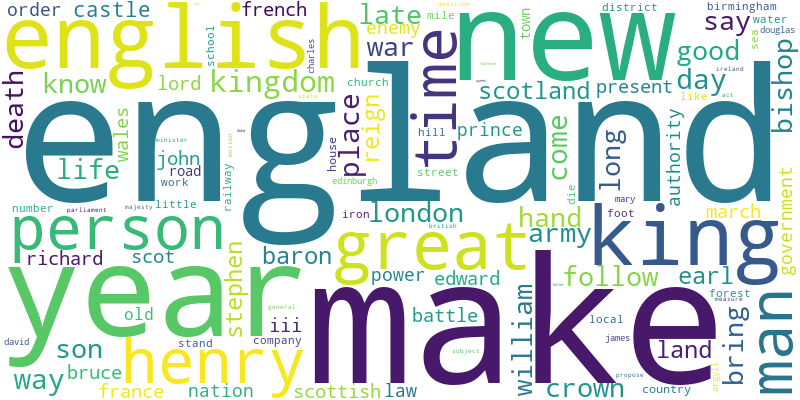 order castle french late mile district birmingham
english new say water
school charles enemy war town good sea douglas
know lord kingdom time day bishop
death church scotland present like ireland
england
wales house place reign hill prince come long authority
john road street act
life railway edinburgh die mary
number work little iron london hand foot march
person parliament majesty great british army king government
richard scot baron
year stephen power edward follow earl
old general iii battle william local forest
david stand company make james land bring man
son henry subject measure
way bruce propose argyll
france nation scottish law crown country
question state minister motion